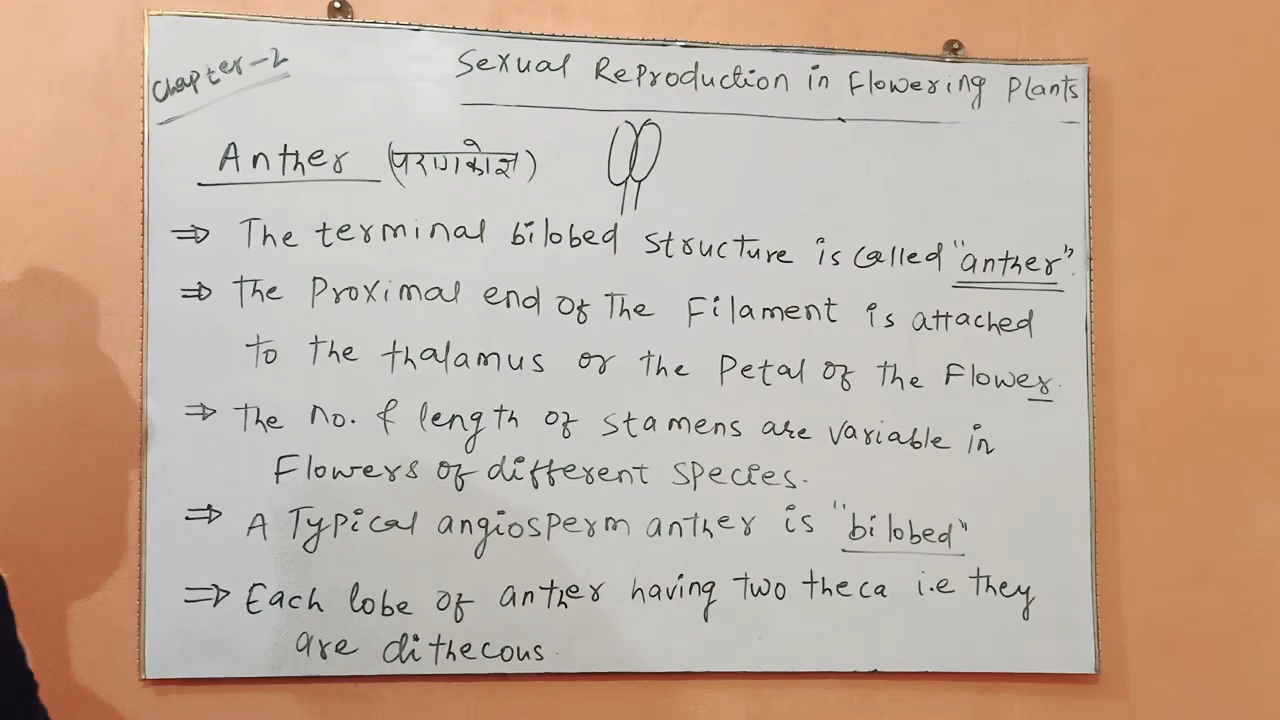 Chapter-2
Sexual Reproduction in Flowering Plants
Anther (परागकोश)
⇒ The terminal bilobed structure is called "anther".
⇒ The Proximal end of The Filament is attached
to the thalamus or the Petal of the Flower.
⇒ The no. & length of stamens are variable in
Flowers of different species.
⇒ A Typical angiosperm anther is "bilobed"
⇒ Each lobe of anther having two theca i.e they
are dithecous.